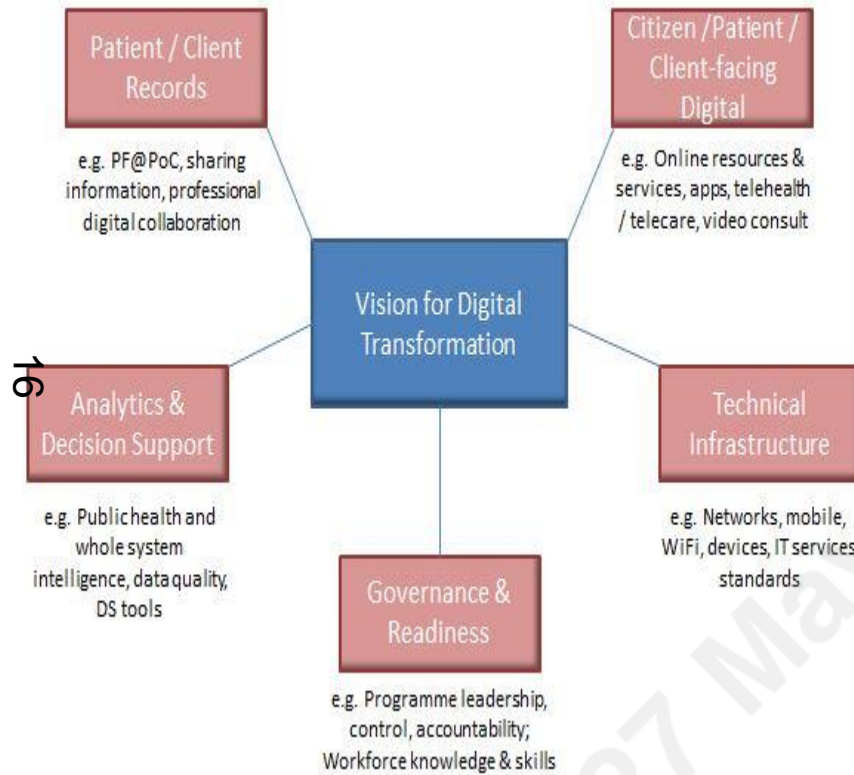 Patient / Client
Records
e.g. PF@PoC, sharing
information, professional
digital collaboration
Citizen /Patient /
Client-facing
Digital
e.g. Online resources &
services, apps, telehealth
/ telecare, video consult
Vision for Digital
Transformation
16
Analytics &
Decision Support
e.g. Public health and
whole system
intelligence, data quality,
DS tools
Technical
Infrastructure
e.g. Networks, mobile,
WiFi, devices, IT services
standards
Governance &
Readiness
e.g. Programme leadership,
control, accountability;
Workforce knowledge & skills
27 May